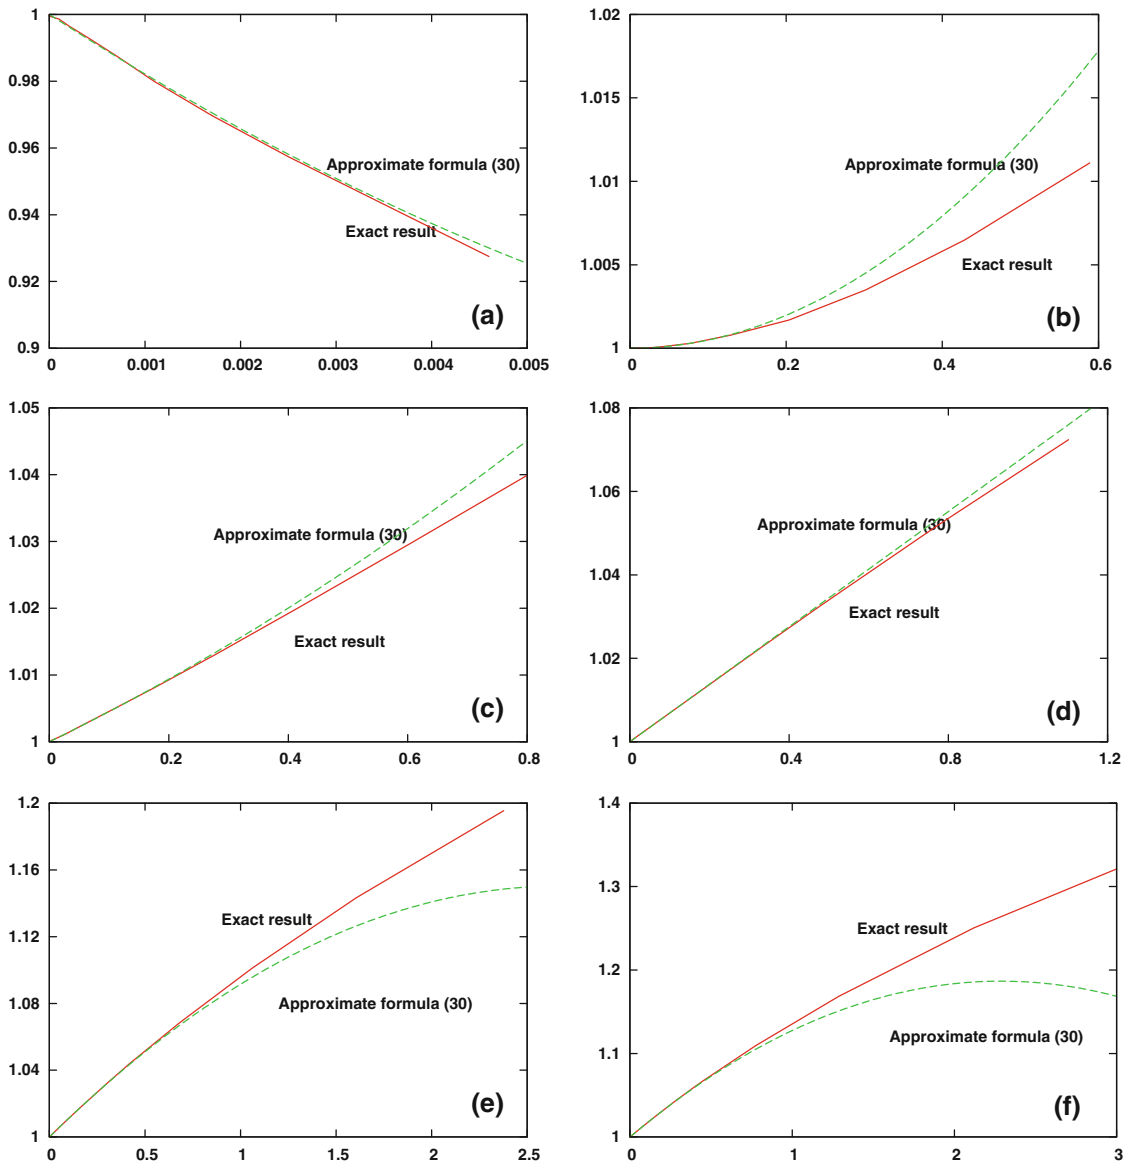 1
0.98
0.96
0.94
0.92
0.9
0 0.001 0.002 0.003 0.004 0.005
Approximate formula (30)
Exact result
(a)
1.02
1.015
1.01
1.005
1
0 0.2 0.4 0.6
Approximate formula (30)
Exact result
(b)
1.05
1.04
1.03
1.02
1.01
1
0 0.2 0.4 0.6 0.8
Approximate formula (30)
Exact result
(c)
1.08
1.06
1.04
1.02
1
0 0.4 0.8 1.2
Approximate formula (30)
Exact result
(d)
1.2
1.16
1.12
1.08
1.04
1
0 0.5 1 1.5 2 2.5
Exact result
Approximate formula (30)
(e)
1.4
1.3
1.2
1.1
1
0 1 2 3
Exact result
Approximate formula (30)
(f)